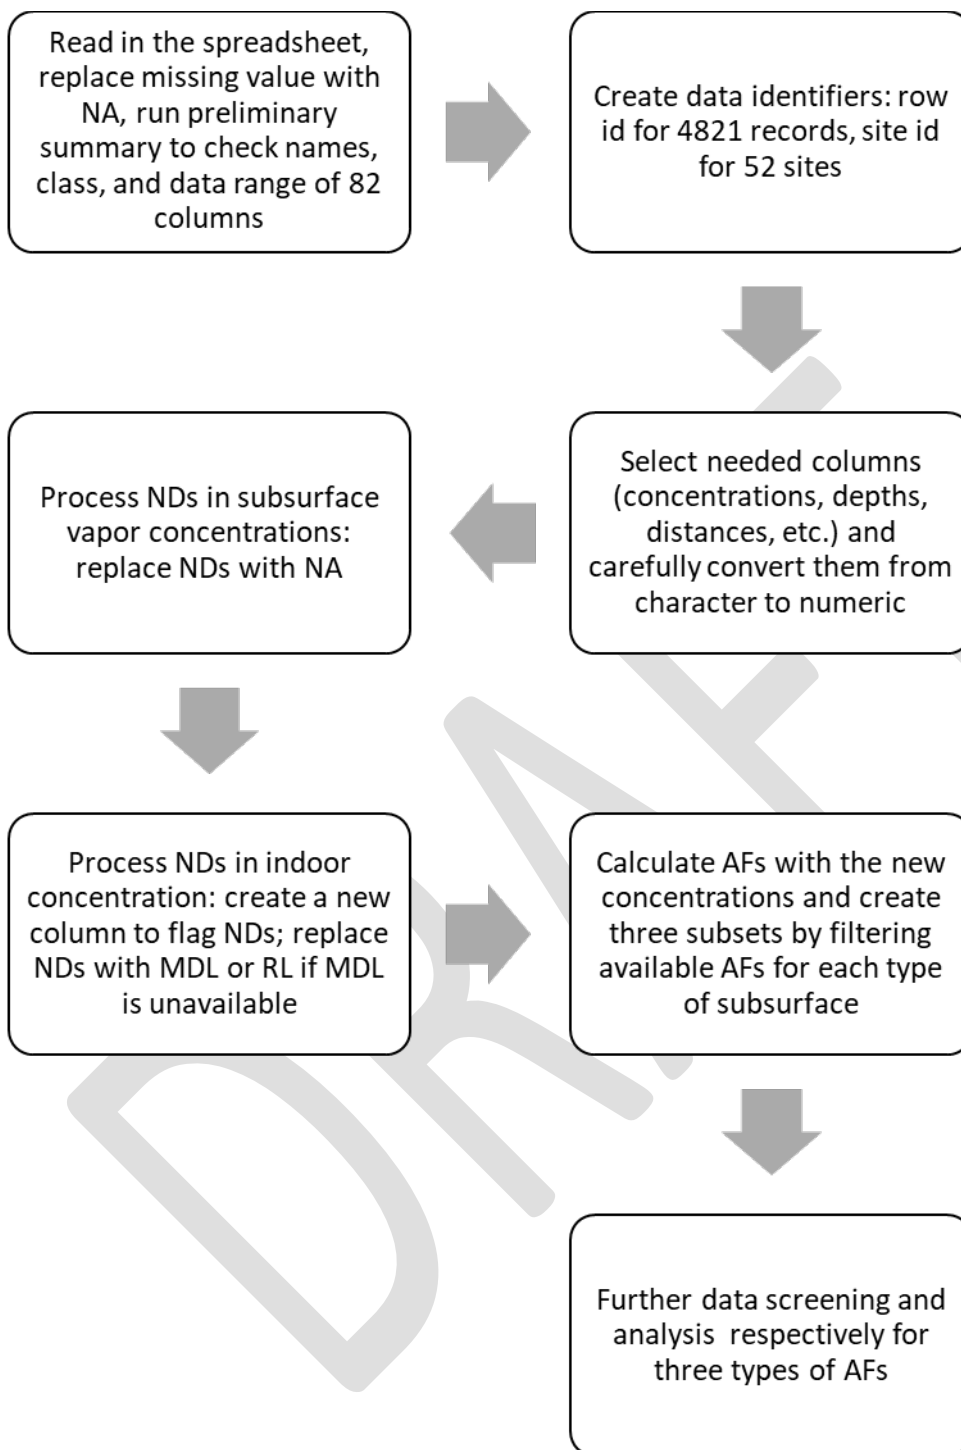 Read in the spreadsheet,
replace missing value with
NA, run preliminary
summary to check names,
class, and data range of 82
columns
Create data identifiers: row
id for 4821 records, site id
for 52 sites
Select needed columns
(concentrations, depths,
distances, etc.) and
carefully convert them from
character to numeric
Process NDs in subsurface
vapor concentrations:
replace NDs with NA
Process NDs in indoor
concentration: create a new
column to flag NDs; replace
NDs with MDL or RL if MDL
is unavailable
Calculate AFs with the new
concentrations and create
three subsets by filtering
available AFs for each type
of subsurface
Further data screening and
analysis respectively for
three types of AFs
DRAFT